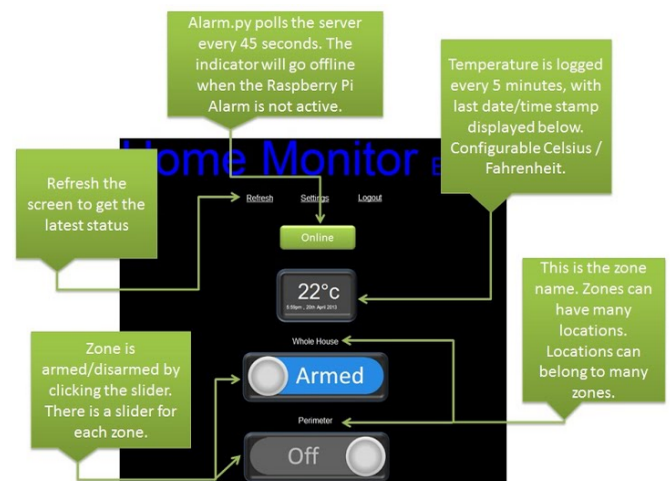 Alarm.py polls the server
every 45 seconds. The
indicator will go offline
when the Raspberry Pi
Alarm is not active.
Temperature is logged
every 5 minutes, with
last date/time stamp
displayed below.
Configurable Celsius /
Fahrenheit.
Home Monitor
Refresh the
screen to get the
latest status
Refresh
Settings
Logout
Online
22°c
5:00pm , 20th April 2013
This is the zone
name. Zones can
have many
locations.
Locations can
belong to many
zones.
Whole House
Zone is
armed/disarmed by
clicking the slider.
There is a slider for
each zone.
Armed
Perimeter
Off